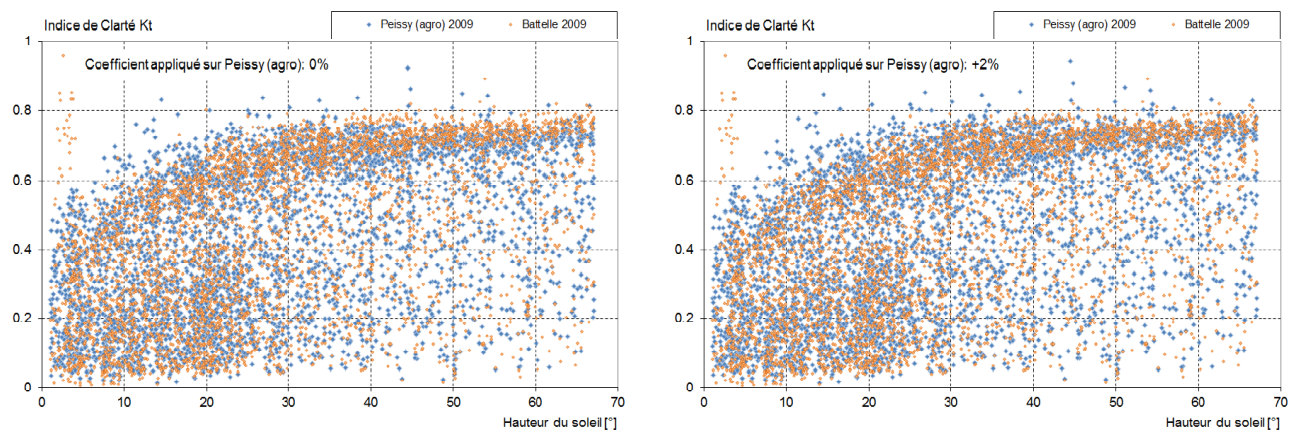 Indice de Clarté Kt
Peissy (agro) 2009
Battelle 2009
Coefficient appliqué sur Peissy (agro): 0%
1
0.8
0.6
0.4
0.2
0
0 10 20 30 40 50 60 70
Hauteur du soleil [°]
Indice de Clarté Kt
Peissy (agro) 2009
Battelle 2009
Coefficient appliqué sur Peissy (agro): +2%
1
0.8
0.6
0.4
0.2
0
0 10 20 30 40 50 60 70
Hauteur du soleil [°]